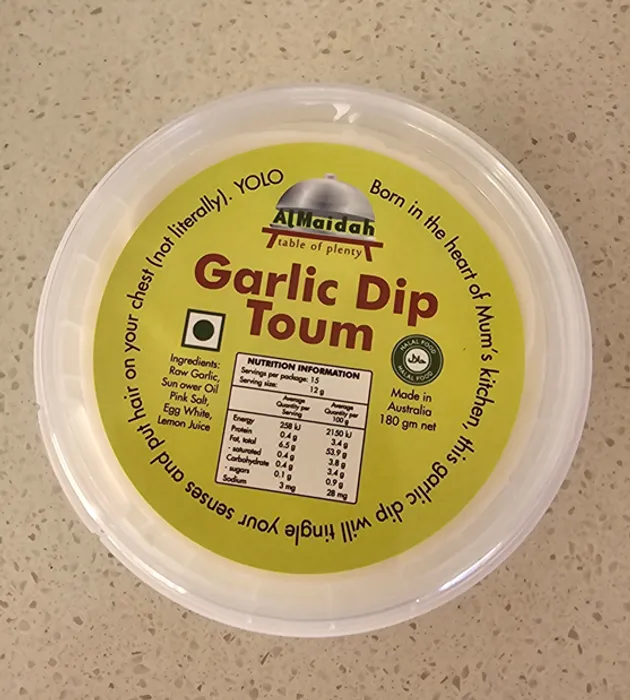 Born in the heart of Mum's kitchen, this garlic dip will tingle your senses and put hair on your chest (not literally). YOLO
AlMaidah
table of plenty
Garlic Dip
Toum
Ingredients:
Raw Garlic,
Sun ower Oil
Pink Salt,
Egg White,
Lemon Juice
NUTRITION INFORMATION
Servings per package: 15
Serving size: 12 g
Average Quantity per Serving
Average Quantity per 100 g
Energy 258 kJ 2150 kJ
Protein 0.4 g 3.4 g
Fat, total 6.5 g 53.9 g
- saturated 0.4 g 3.8 g
Carbohydrate 0.4 g 3.4 g
- sugars 0.1 g 0.9 g
Sodium 3 mg 28 mg
HALAL FOOD
حلال
HALAL FOOD
Made in
Australia
180 gm net